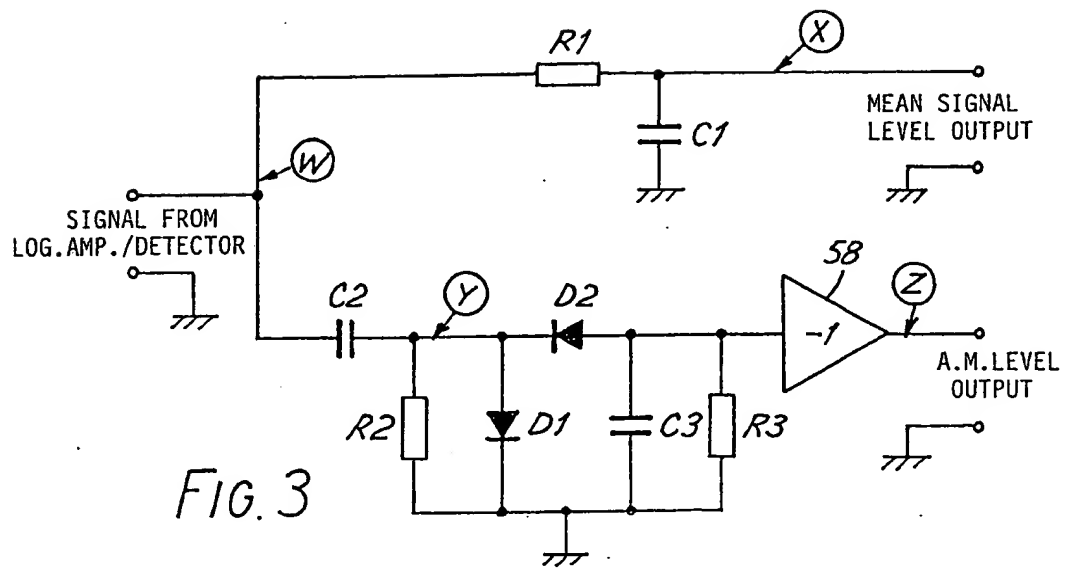 R1
X
MEAN SIGNAL
LEVEL OUTPUT
C1
W
SIGNAL FROM
LOG.AMP./DETECTOR
C2
Y
D2
58
-1
Z
A.M.LEVEL
OUTPUT
R2
D1
C3
R3
FIG. 3